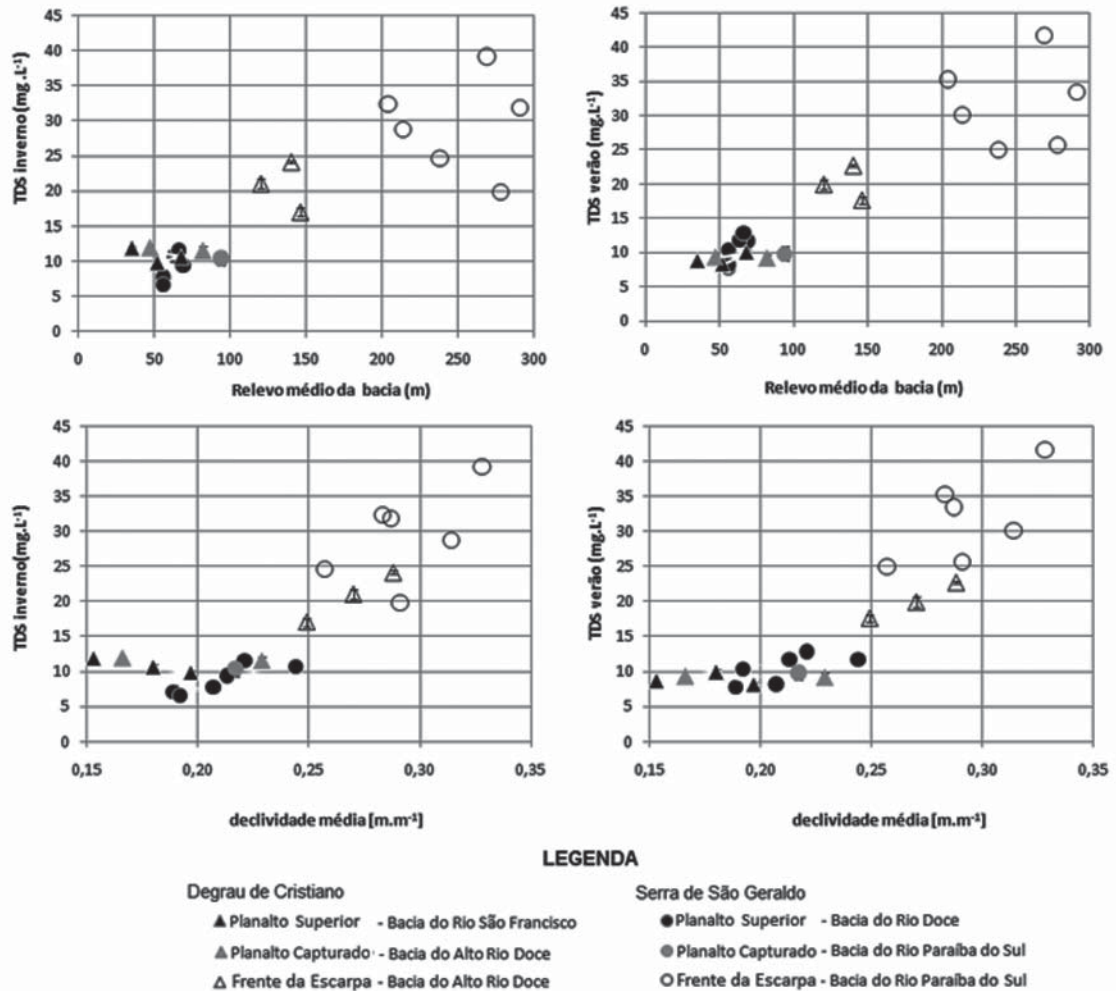 45
40
35
30
25
20
15
10
5
0
TDS inverno(mg.L-1)
0 50 100 150 200 250 300
Relevo médio da bacia (m)
45
40
35
30
25
20
15
10
5
0
TDS verão (mg.L-1)
0 50 100 150 200 250 300
Relevo médio da bacia (m)
45
40
35
30
25
20
15
10
5
0
TDS inverno(mg.L-1)
0,15 0,20 0,25 0,30 0,35
declividade média [m.m-1]
45
40
35
30
25
20
15
10
5
0
TDS verão (mg.L-1)
0,15 0,20 0,25 0,30 0,35
declividade média [m.m-1]
LEGENDA
Degrau de Cristiano
Planalto Superior - Bacia do Rio São Francisco
Planalto Capturado - Bacia do Alto Rio Doce
Frente da Escarpa - Bacia do Alto Rio Doce
Serra de São Geraldo
Planalto Superior - Bacia do Rio Doce
Planalto Capturado - Bacia do Rio Paraíba do Sul
Frente da Escarpa - Bacia do Rio Paraíba do Sul